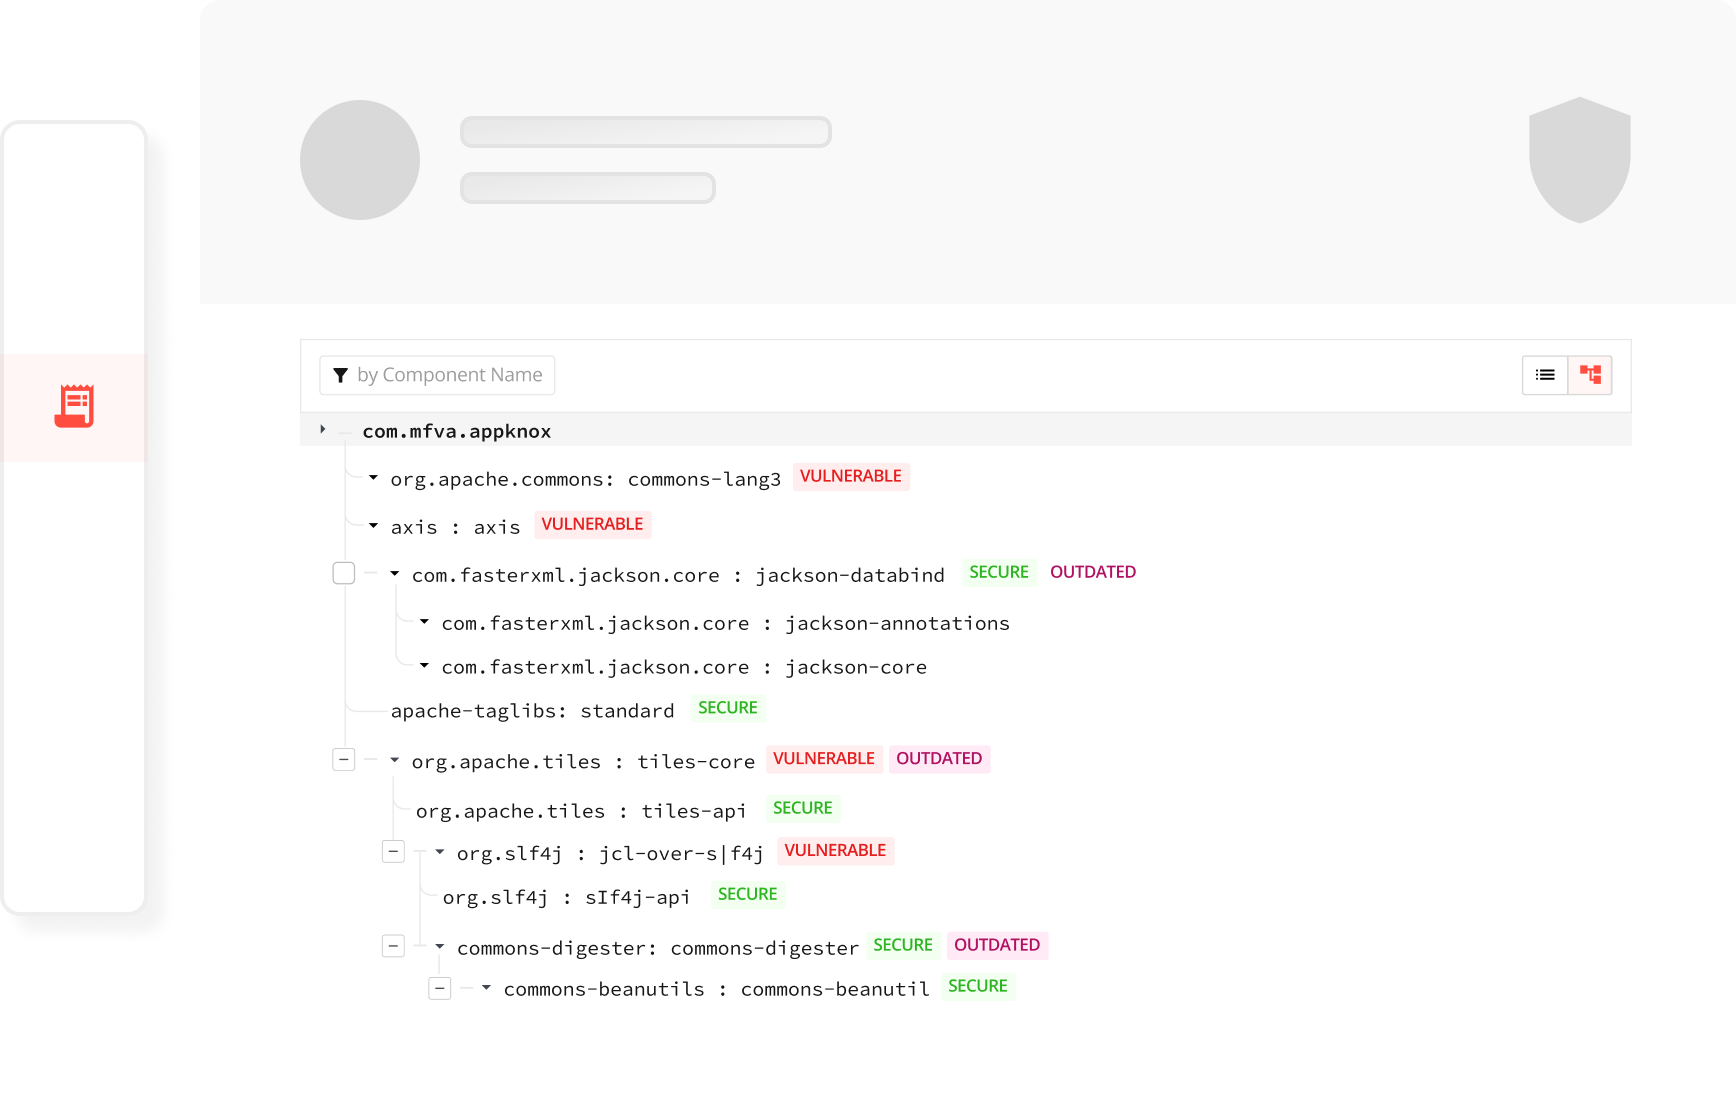 by Component Name
com.mfva.appknox
org.apache.commons: commons-lang3 VULNERABLE
axis : axis VULNERABLE
com.fasterxml.jackson.core : jackson-databind SECURE OUTDATED
com.fasterxml.jackson.core : jackson-annotations
com.fasterxml.jackson.core : jackson-core
apache-taglibs: standard SECURE
org.apache.tiles : tiles-core VULNERABLE OUTDATED
org.apache.tiles : tiles-api SECURE
org.slf4j : jcl-over-s|f4j VULNERABLE
org.slf4j : sIf4j-api SECURE
commons-digester: commons-digester SECURE OUTDATED
commons-beanutils : commons-beanutil SECURE